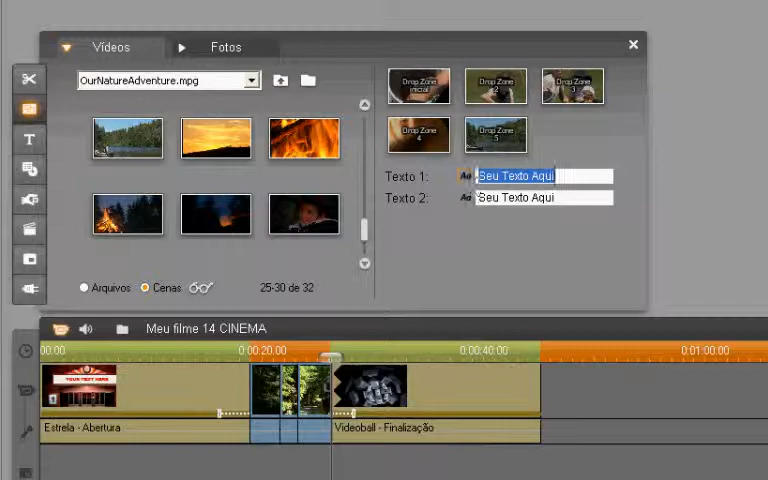 Vídeos
Fotos
OurNatureAdventure.mpg
Drop Zone inicial
Drop Zone 2
Drop Zone 3
Drop Zone 4
Drop Zone 5
Texto 1: Aa Seu Texto Aqui
Texto 2: Aa Seu Texto Aqui
Arquivos
Cenas
25-30 de 32
Meu filme 14 CINEMA
00:00
0:00:20.00
0:00:40:00
0:01:00:00
YOUR TEXT HERE
Estrela - Abertura
Videoball - Finalização